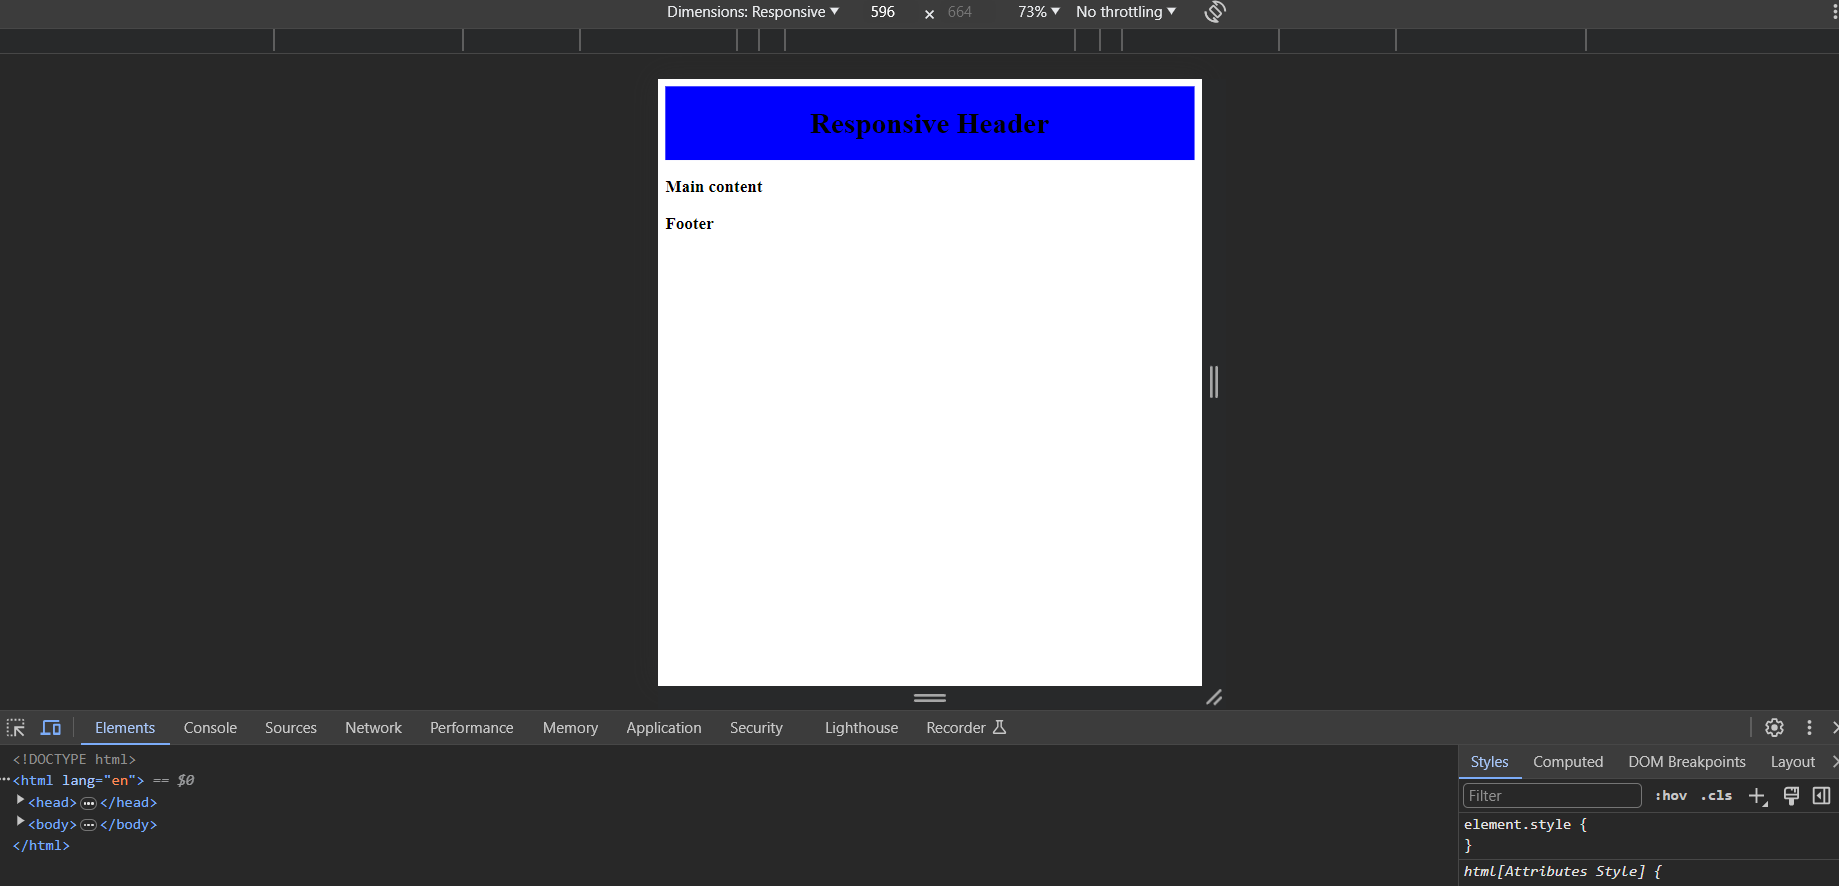 Dimensions: Responsive ▼ 596 × 664 73% ▼ No throttling ▼
Responsive Header
Main content
Footer
Elements Console Sources Network Performance Memory Application Security Lighthouse Recorder
<!DOCTYPE html>
<html lang="en"> == $0
<head>…</head>
<body>…</body>
</html>
Styles Computed DOM Breakpoints Layout
Filter :hov .cls
element.style {
}
html[Attributes Style] {